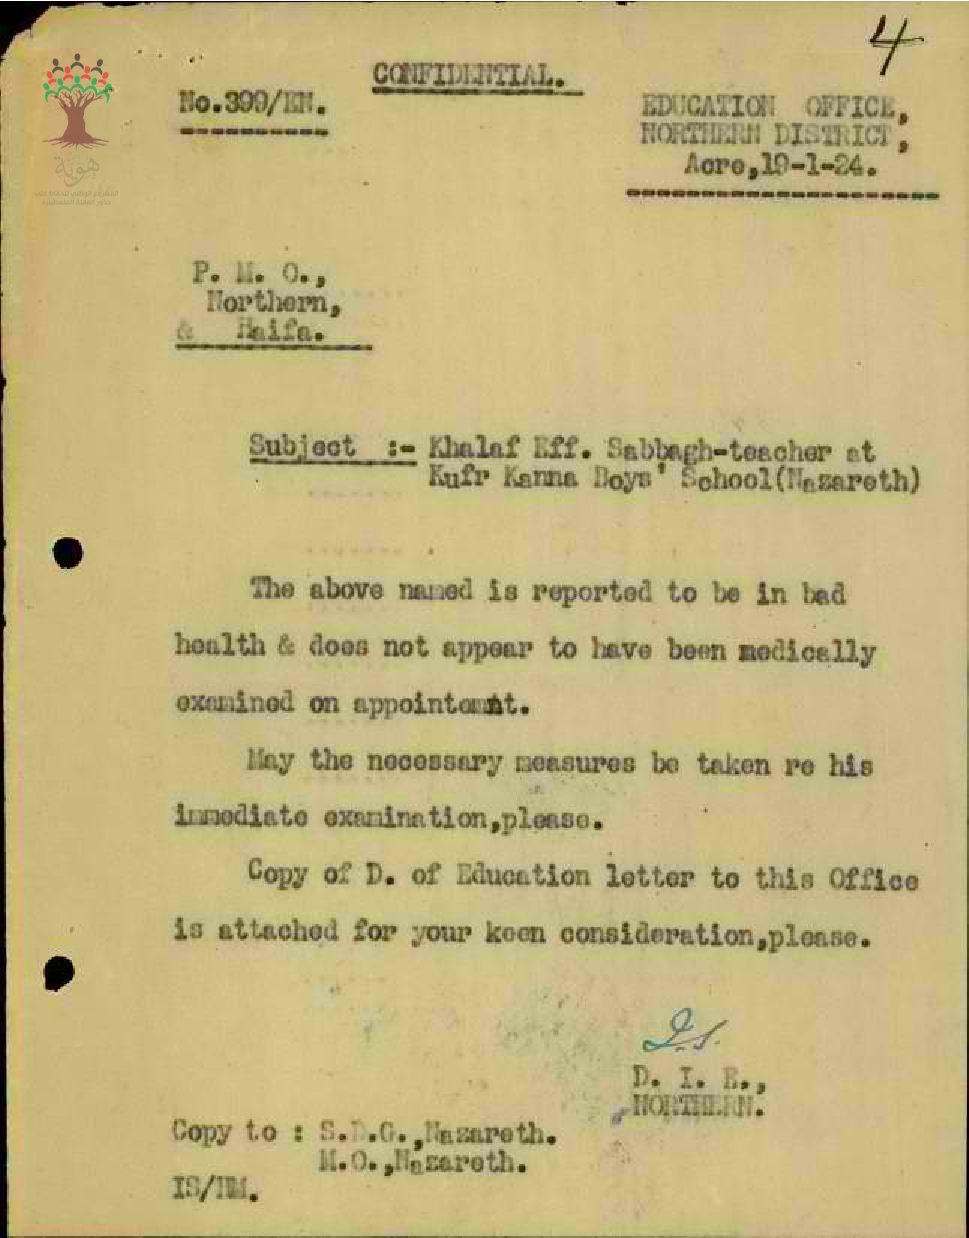 4
CONFIDENTIAL.
No.399/EN.
EDUCATION OFFICE,
NORTHERN DISTRICT,
Acre,19-1-24.
هوية
P. M. O.,
Northern,
& Haifa.
Subject :- Khalaf Eff. Sabbagh-teacher at
Kufr Kanna Boys' School(Nazareth)
The above named is reported to be in bad
health & does not appear to have been medically
examined on appointemnt.
May the necessary measures be taken re his
immediate examination,please.
Copy of D. of Education letter to this Office
is attached for your keen consideration,please.
I.S.
D. I. E.,
NORTHERN.
Copy to : S.D.G.,Nazareth.
M.O.,Nazareth.